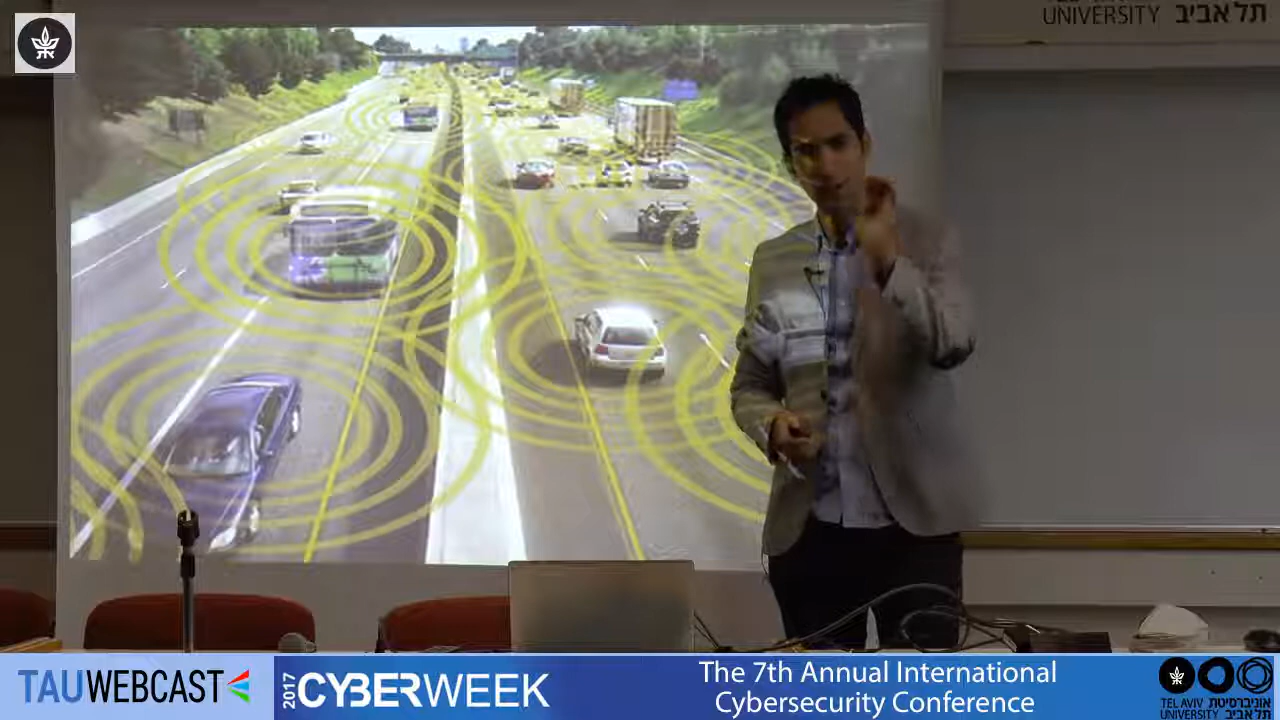 UNIVERSITY תל אביב
TAUWEBCAST
2017 CYBERWEEK
The 7th Annual International
Cybersecurity Conference
TEL AVIV אוניברסיטת
UNIVERSITY תל אביב